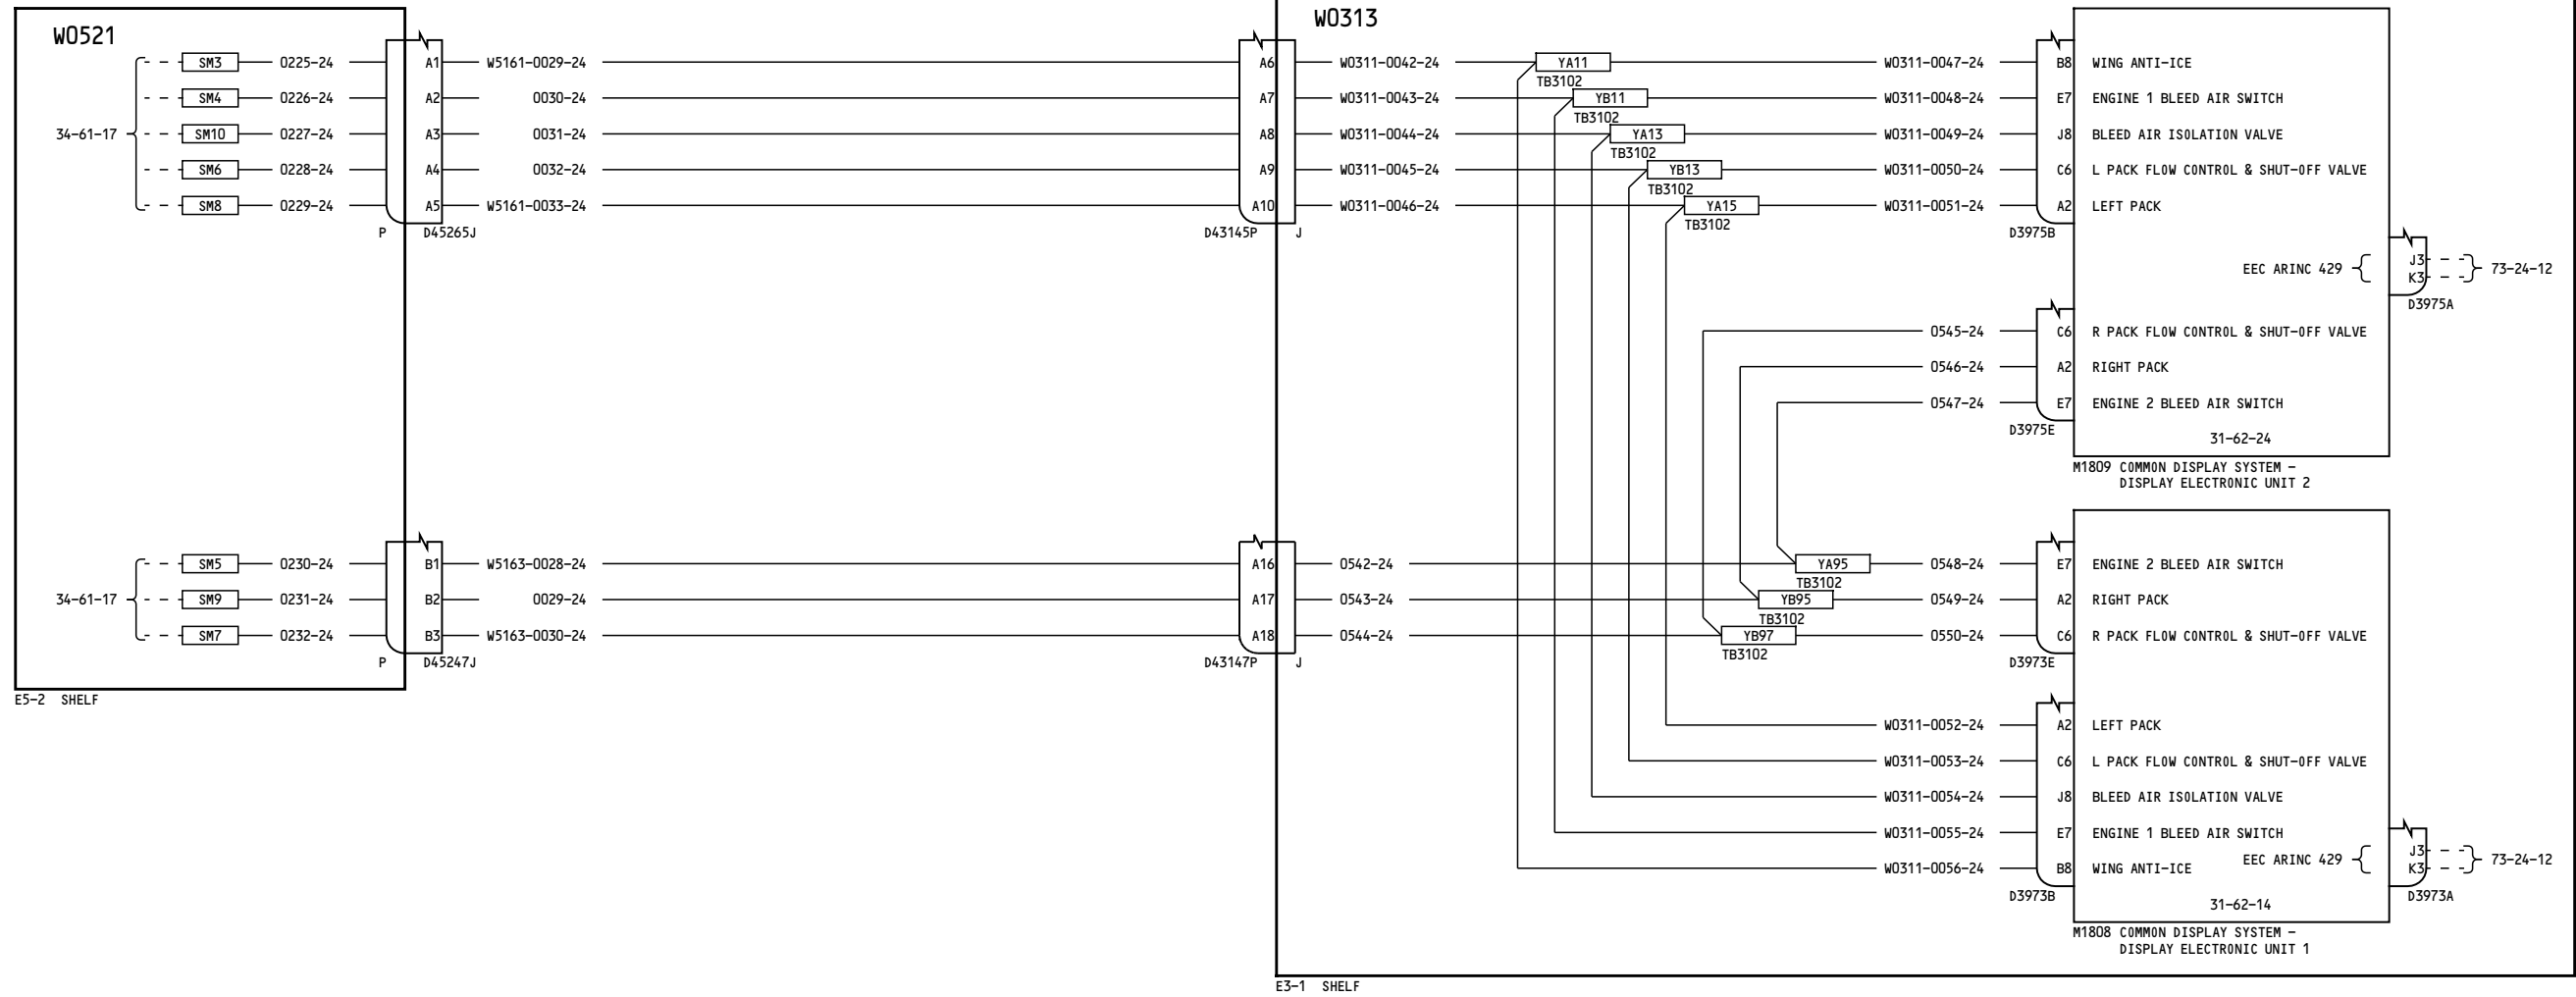 W0521
W0313
SM3 0225-24 A1 W5161-0029-24 A6 W0311-0042-24 YA11 W0311-0047-24 B8 WING ANTI-ICE
TB3102
SM4 0226-24 A2 0030-24 A7 W0311-0043-24 YB11 W0311-0048-24 E7 ENGINE 1 BLEED AIR SWITCH
TB3102
34-61-17 SM10 0227-24 A3 0031-24 A8 W0311-0044-24 YA13 W0311-0049-24 J8 BLEED AIR ISOLATION VALVE
TB3102
SM6 0228-24 A4 0032-24 A9 W0311-0045-24 YB13 W0311-0050-24 C6 L PACK FLOW CONTROL & SHUT-OFF VALVE
TB3102
SM8 0229-24 A5 W5161-0033-24 A10 W0311-0046-24 YA15 W0311-0051-24 A2 LEFT PACK
TB3102
P D45265J D43145P J D3975B
EEC ARINC 429 J3 73-24-12
K3
D3975A
0545-24 C6 R PACK FLOW CONTROL & SHUT-OFF VALVE
0546-24 A2 RIGHT PACK
0547-24 E7 ENGINE 2 BLEED AIR SWITCH
D3975E
31-62-24
M1809 COMMON DISPLAY SYSTEM -
DISPLAY ELECTRONIC UNIT 2
SM5 0230-24 B1 W5163-0028-24 A16 0542-24 YA95 0548-24 E7 ENGINE 2 BLEED AIR SWITCH
TB3102
34-61-17 SM9 0231-24 B2 0029-24 A17 0543-24 YB95 0549-24 A2 RIGHT PACK
TB3102
SM7 0232-24 B3 W5163-0030-24 A18 0544-24 YB97 0550-24 C6 R PACK FLOW CONTROL & SHUT-OFF VALVE
TB3102
P D45247J D43147P J D3973E
E5-2 SHELF
W0311-0052-24 A2 LEFT PACK
W0311-0053-24 C6 L PACK FLOW CONTROL & SHUT-OFF VALVE
W0311-0054-24 J8 BLEED AIR ISOLATION VALVE
W0311-0055-24 E7 ENGINE 1 BLEED AIR SWITCH
EEC ARINC 429 J3 73-24-12
W0311-0056-24 B8 WING ANTI-ICE K3
D3973B D3973A
31-62-14
M1808 COMMON DISPLAY SYSTEM -
DISPLAY ELECTRONIC UNIT 1
E3-1 SHELF